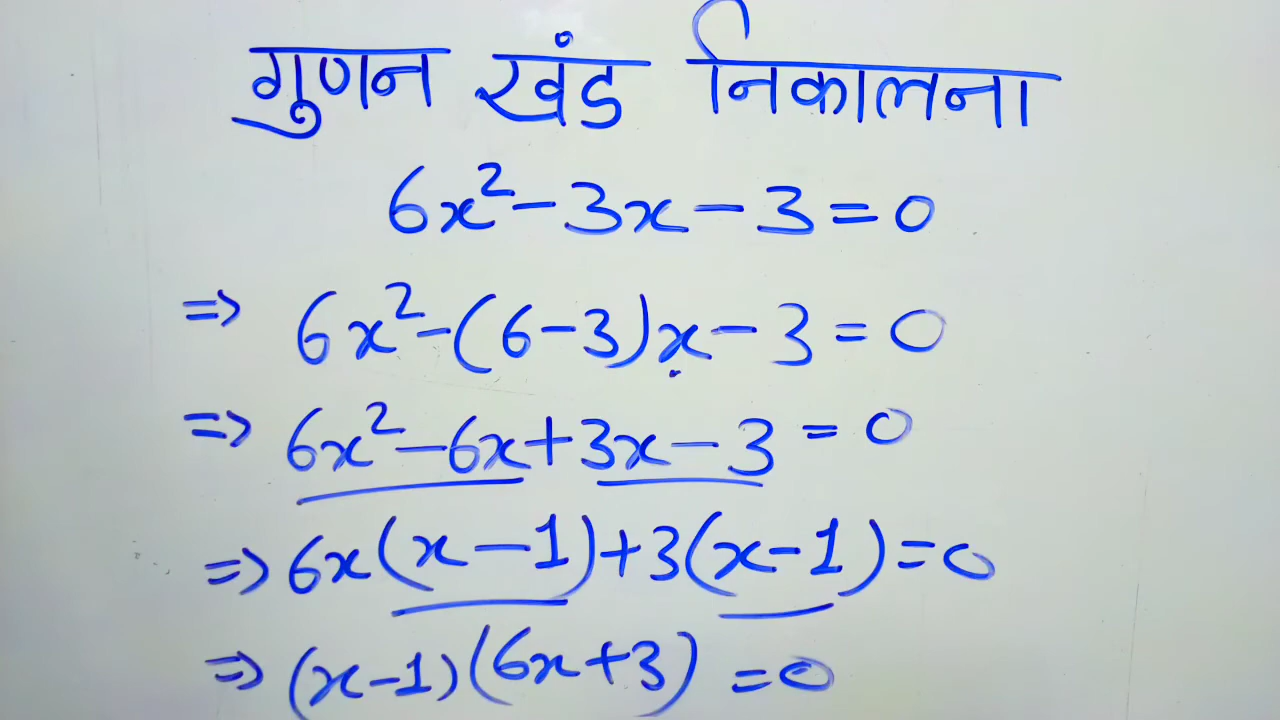 गुणन खंड निकालना
6x² - 3x - 3 = 0
=> 6x² - (6 - 3)x - 3 = 0
=> 6x² - 6x + 3x - 3 = 0
=> 6x(x - 1) + 3(x - 1) = 0
=> (x - 1)(6x + 3) = 0